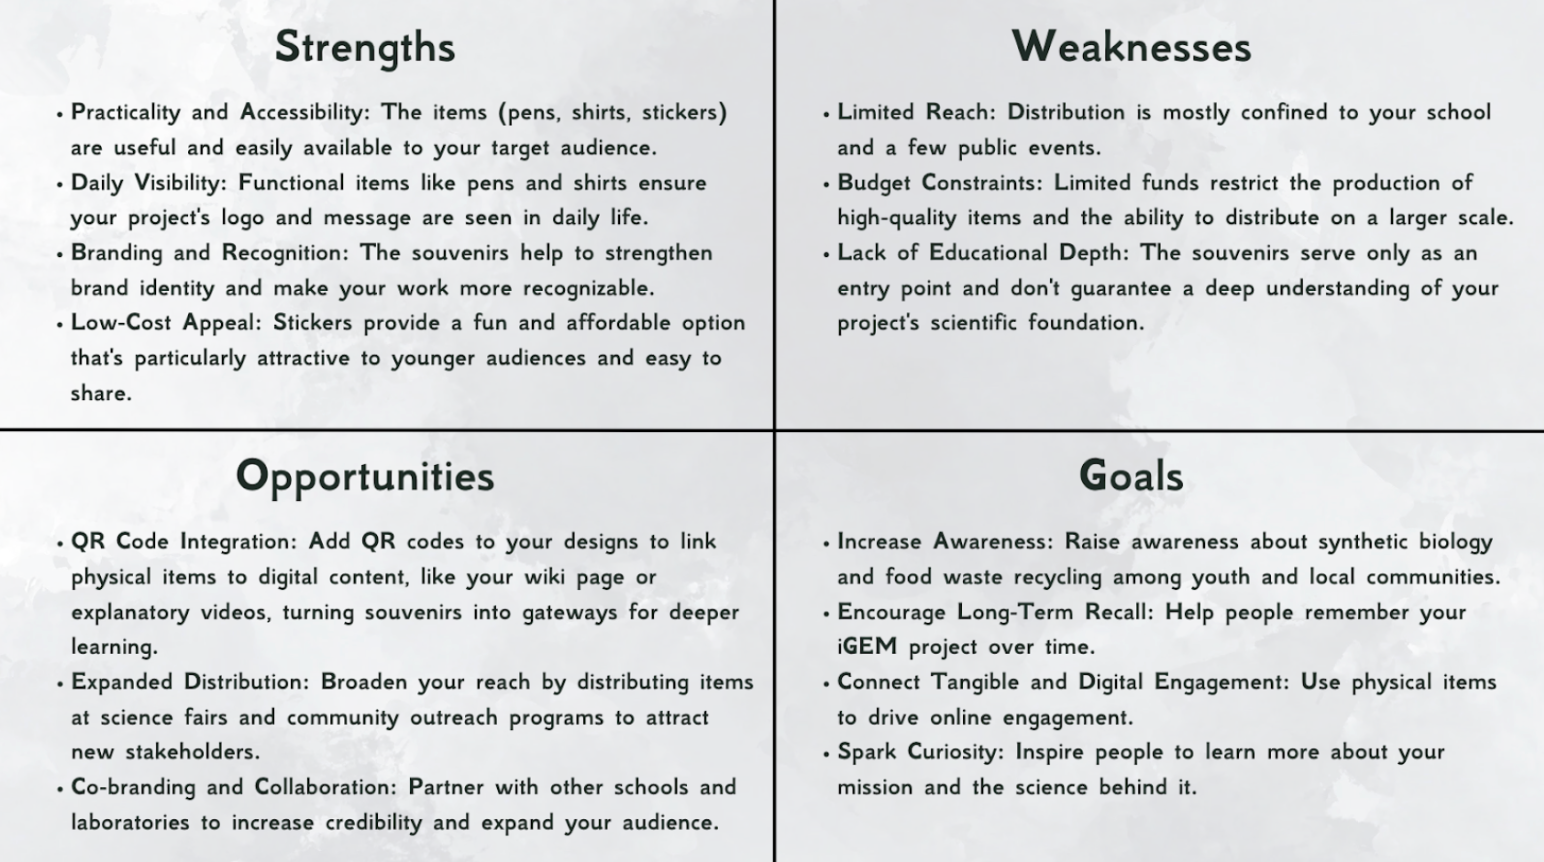 Strengths
• Practicality and Accessibility: The items (pens, shirts, stickers)
are useful and easily available to your target audience.
• Daily Visibility: Functional items like pens and shirts ensure
your project's logo and message are seen in daily life.
• Branding and Recognition: The souvenirs help to strengthen
brand identity and make your work more recognizable.
• Low-Cost Appeal: Stickers provide a fun and affordable option
that's particularly attractive to younger audiences and easy to
share.
Weaknesses
• Limited Reach: Distribution is mostly confined to your school
and a few public events.
• Budget Constraints: Limited funds restrict the production of
high-quality items and the ability to distribute on a larger scale.
• Lack of Educational Depth: The souvenirs serve only as an
entry point and don't guarantee a deep understanding of your
project's scientific foundation.
Opportunities
• QR Code Integration: Add QR codes to your designs to link
physical items to digital content, like your wiki page or
explanatory videos, turning souvenirs into gateways for deeper
learning.
• Expanded Distribution: Broaden your reach by distributing items
at science fairs and community outreach programs to attract
new stakeholders.
• Co-branding and Collaboration: Partner with other schools and
laboratories to increase credibility and expand your audience.
Goals
• Increase Awareness: Raise awareness about synthetic biology
and food waste recycling among youth and local communities.
• Encourage Long-Term Recall: Help people remember your
iGEM project over time.
• Connect Tangible and Digital Engagement: Use physical items
to drive online engagement.
• Spark Curiosity: Inspire people to learn more about your
mission and the science behind it.